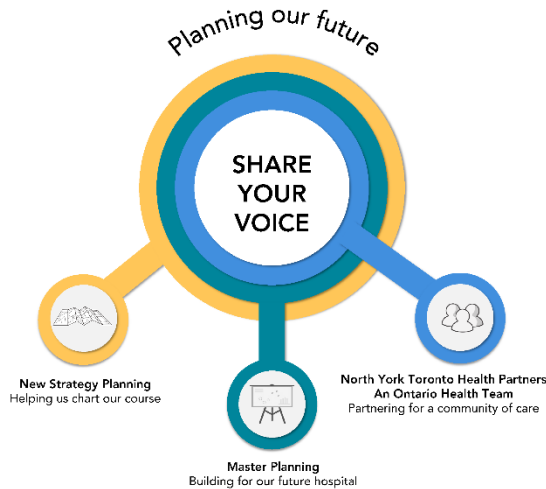 Planning our future
SHARE
YOUR
VOICE
New Strategy Planning
Helping us chart our course
Master Planning
Building for our future hospital
North York Toronto Health Partners
An Ontario Health Team
Partnering for a community of care